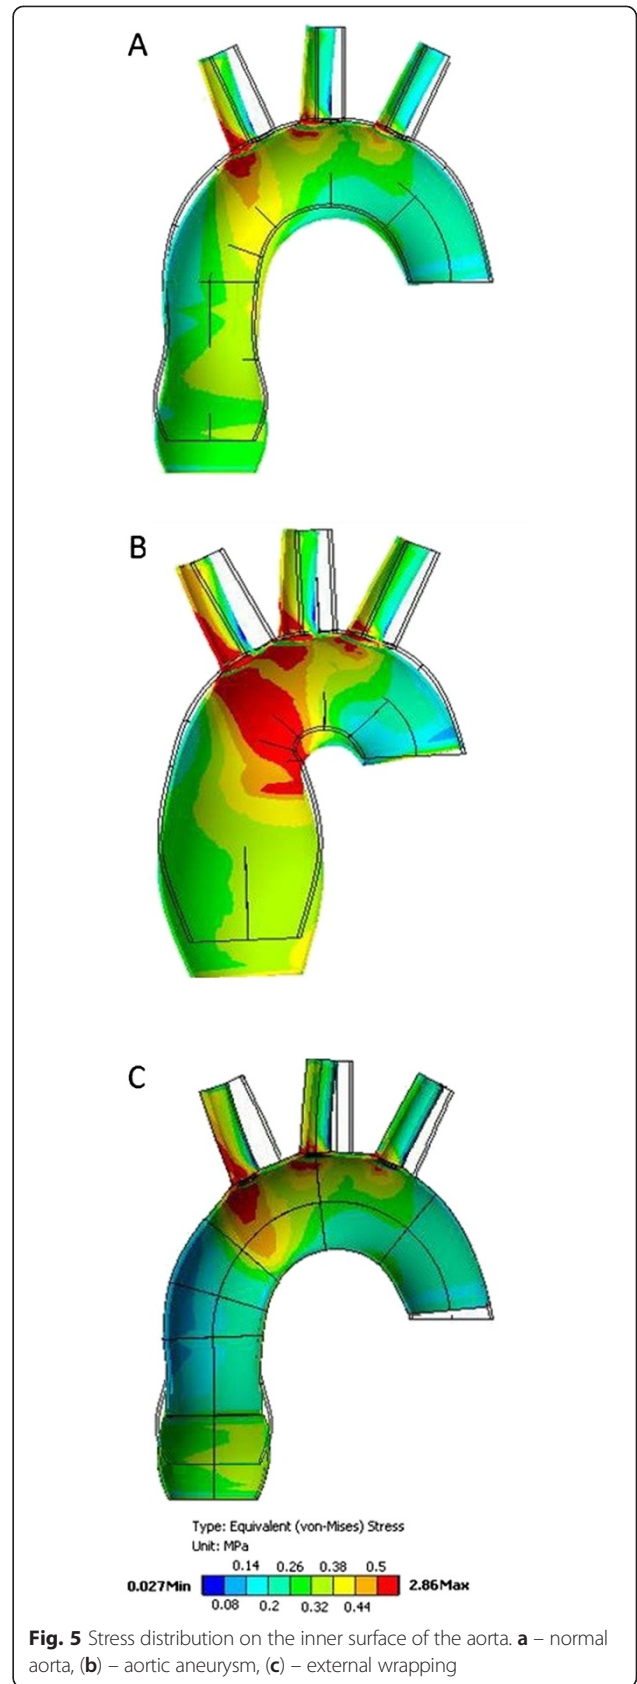 A
B
C
Type: Equivalent (von-Mises) Stress
Unit: MPa
0.14 0.26 0.38 0.5
0.027Min 2.86Max
0.08 0.2 0.32 0.44
Fig. 5 Stress distribution on the inner surface of the aorta. a – normal
aorta, (b) – aortic aneurysm, (c) – external wrapping